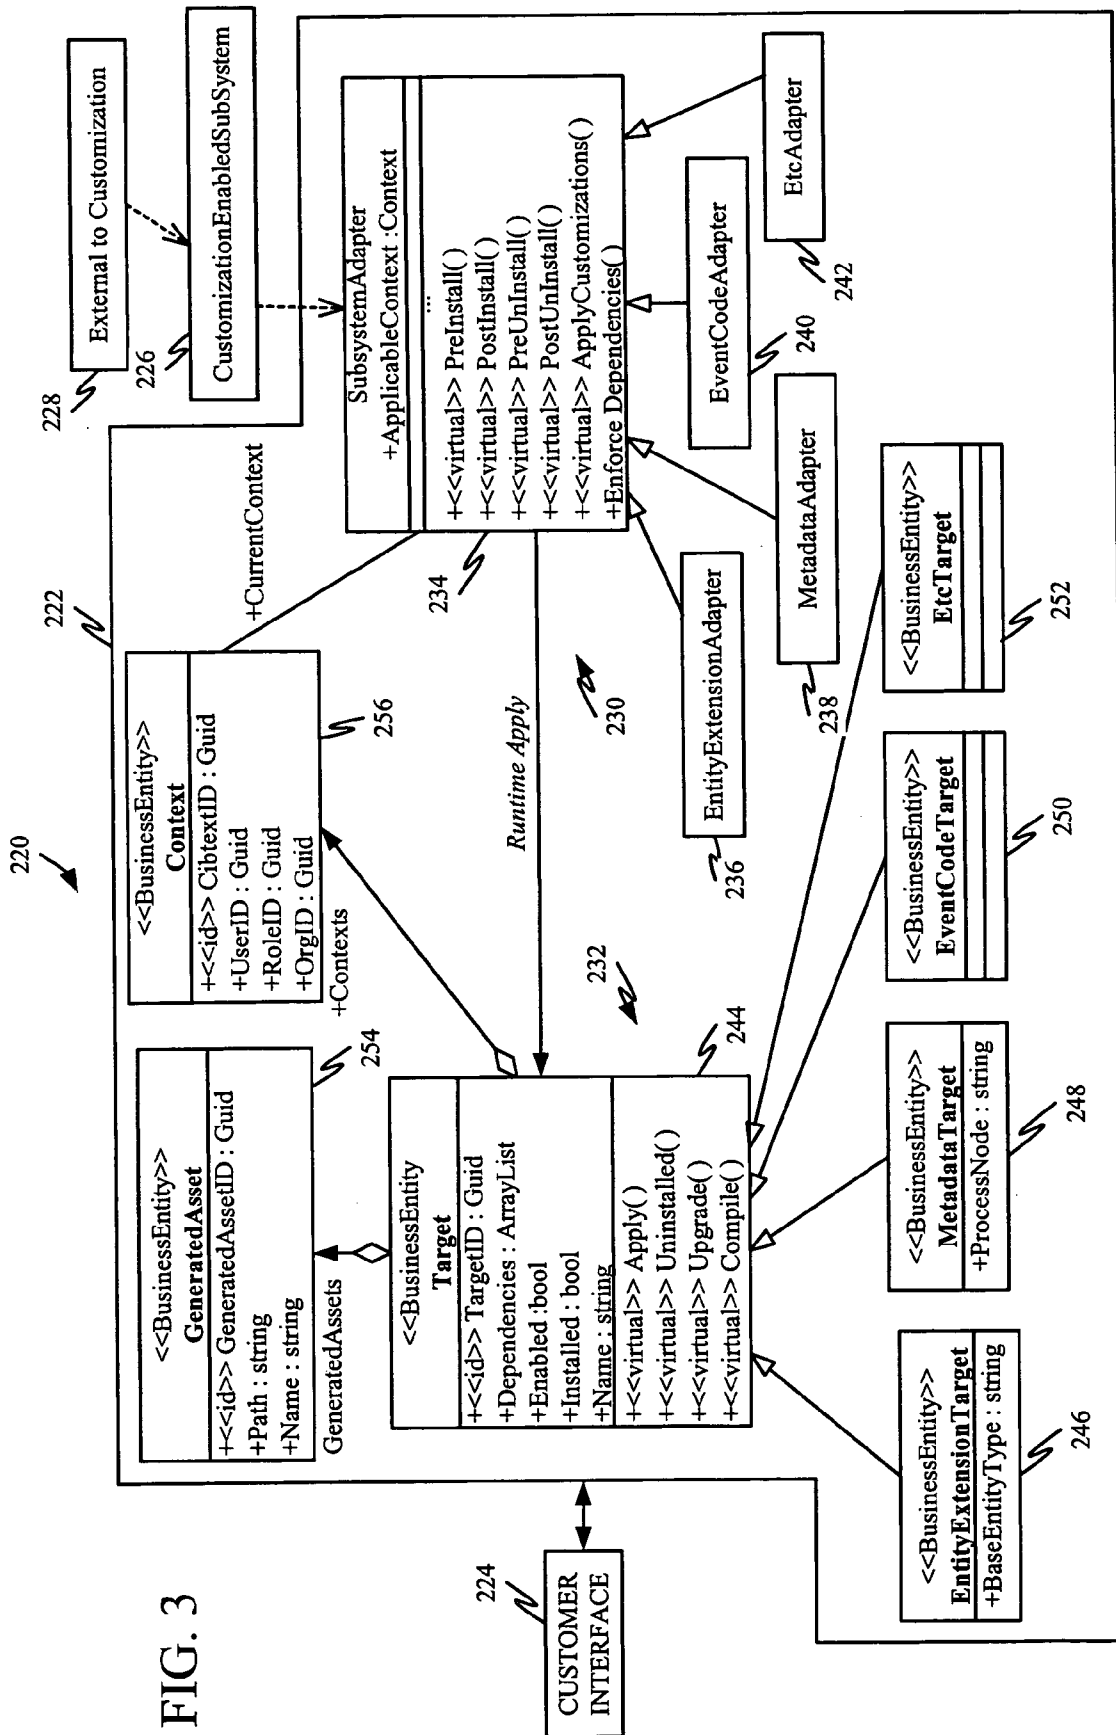 FIG. 3
220
222
CUSTOMER
INTERFACE
224
<<BusinessEntity>>
GeneratedAsset
+<<id>> GeneratedAssetID : Guid
+Path : string
+Name : string
254
GeneratedAssets
<<BusinessEntity>>
Context
+<<id>> CibtextID : Guid
+UserID : Guid
+RoleID : Guid
+OrgID : Guid
256
+Contexts
+CurrentContext
External to Customization
228
CustomizationEnabledSubSystem
226
SubsystemAdapter
+ApplicableContext :Context
...
+<<virtual>> PreInstall( )
+<<virtual>> PostInstall( )
+<<virtual>> PreUnInstall( )
+<<virtual>> PostUnInstall( )
+<<virtual>> ApplyCustomizations( )
+Enforce Dependencies( )
234
Runtime Apply
230
232
<<BusinessEntity
Target
+<<id>> TargetID : Guid
+Dependencies : ArrayList
+Enabled :bool
+Installed : bool
+Name : string
+<<virtual>> Apply( )
+<<virtual>> Uninstalled( )
+<<virtual>> Upgrade( )
+<<virtual>> Compile( )
244
EntityExtensionAdapter
236
MetadataAdapter
238
EventCodeAdapter
240
EtcAdapter
242
<<BusinessEntity>>
EntityExtensionTarget
+BaseEntityType : string
246
<<BusinessEntity>>
MetadataTarget
+ProcessNode : string
248
<<BusinessEntity>>
EventCodeTarget
250
<<BusinessEntity>>
EtcTarget
252